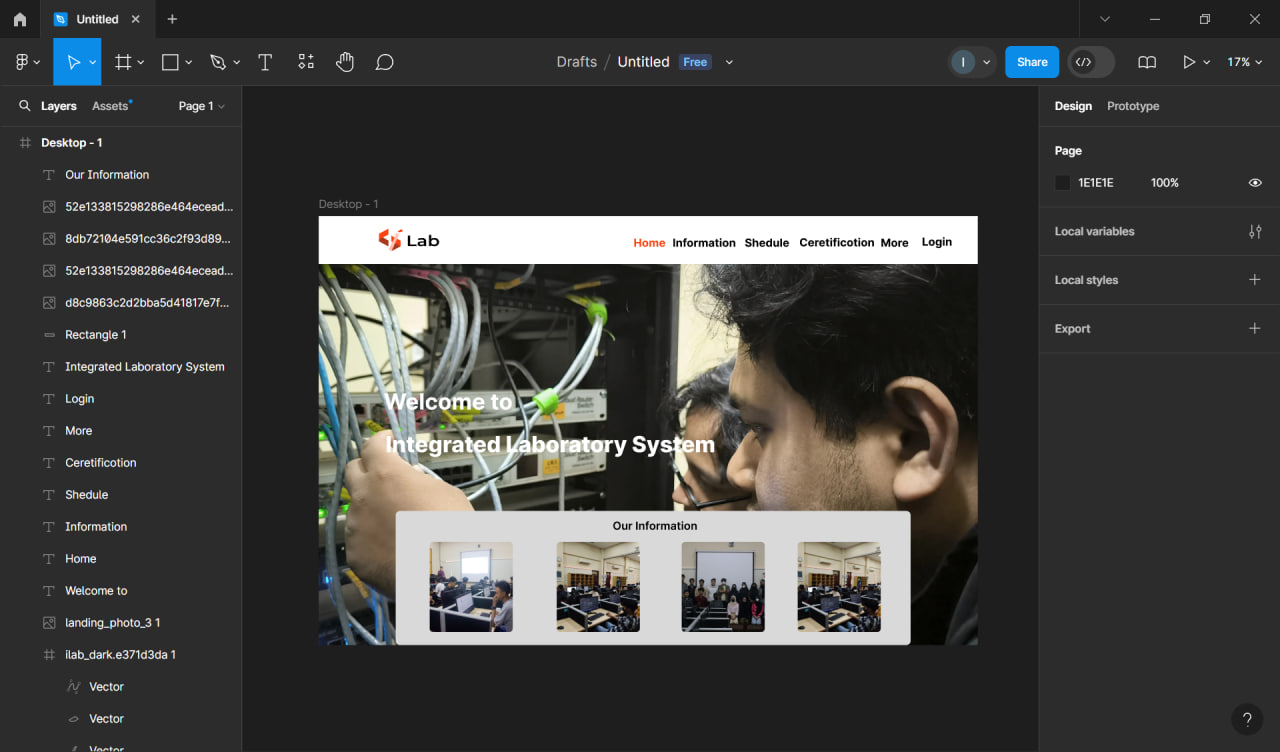 Untitled
Drafts / Untitled Free
I
Share
17%
Layers Assets Page 1
Desktop - 1
Our Information
52e133815298286e464ecead...
8db72104e591cc36c2f93d89...
52e133815298286e464ecead...
d8c9863c2d2bba5d41817e7f...
Rectangle 1
Integrated Laboratory System
Login
More
Ceretificotion
Shedule
Information
Home
Welcome to
landing_photo_3 1
ilab_dark.e371d3da 1
Vector
Vector
Vector
Desktop - 1
Lab
Home Information Shedule Ceretificotion More Login
Welcome to
Integrated Laboratory System
Our Information
Design Prototype
Page
1E1E1E 100%
Local variables
Local styles
Export
?